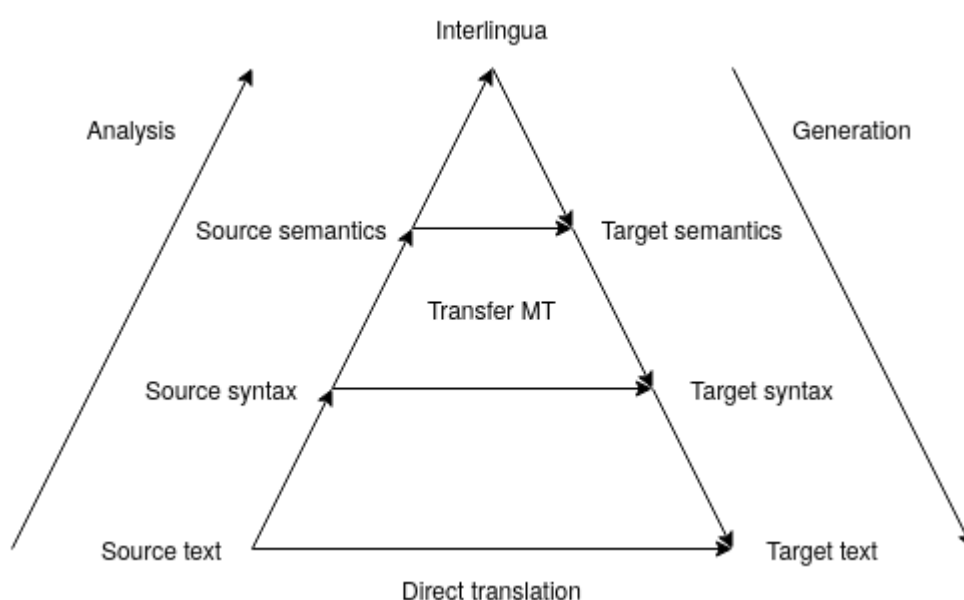 Interlingua
Analysis
Generation
Source semantics
Target semantics
Transfer MT
Source syntax
Target syntax
Source text
Target text
Direct translation